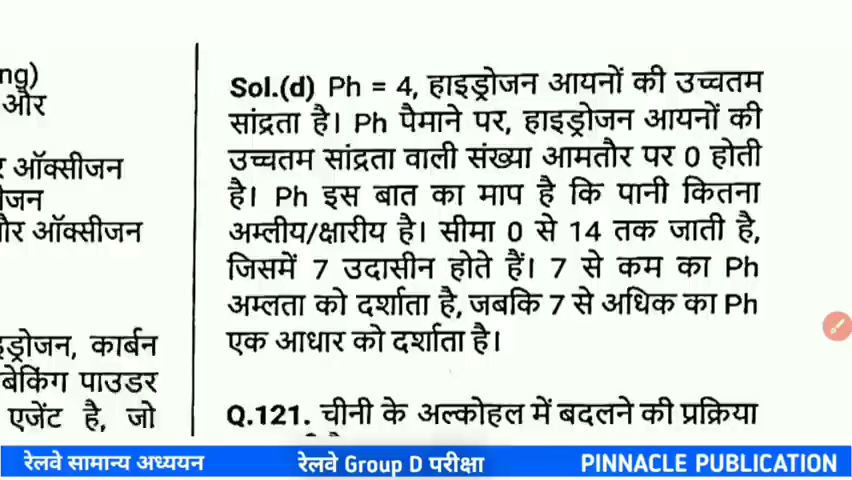 ng)
और
ऑक्सीजन
जन
और ऑक्सीजन
इड्रोजन, कार्बन
बेकिंग पाउडर
एजेंट है, जो
Sol.(d) Ph = 4, हाइड्रोजन आयनों की उच्चतम
सांद्रता है। Ph पैमाने पर, हाइड्रोजन आयनों की
उच्चतम सांद्रता वाली संख्या आमतौर पर 0 होती
है। Ph इस बात का माप है कि पानी कितना
अम्लीय/क्षारीय है। सीमा 0 से 14 तक जाती है,
जिसमें 7 उदासीन होते हैं। 7 से कम का Ph
अम्लता को दर्शाता है, जबकि 7 से अधिक का Ph
एक आधार को दर्शाता है।
Q.121. चीनी के अल्कोहल में बदलने की प्रक्रिया
रेलवे सामान्य अध्ययन
रेलवे Group D परीक्षा
PINNACLE PUBLICATION